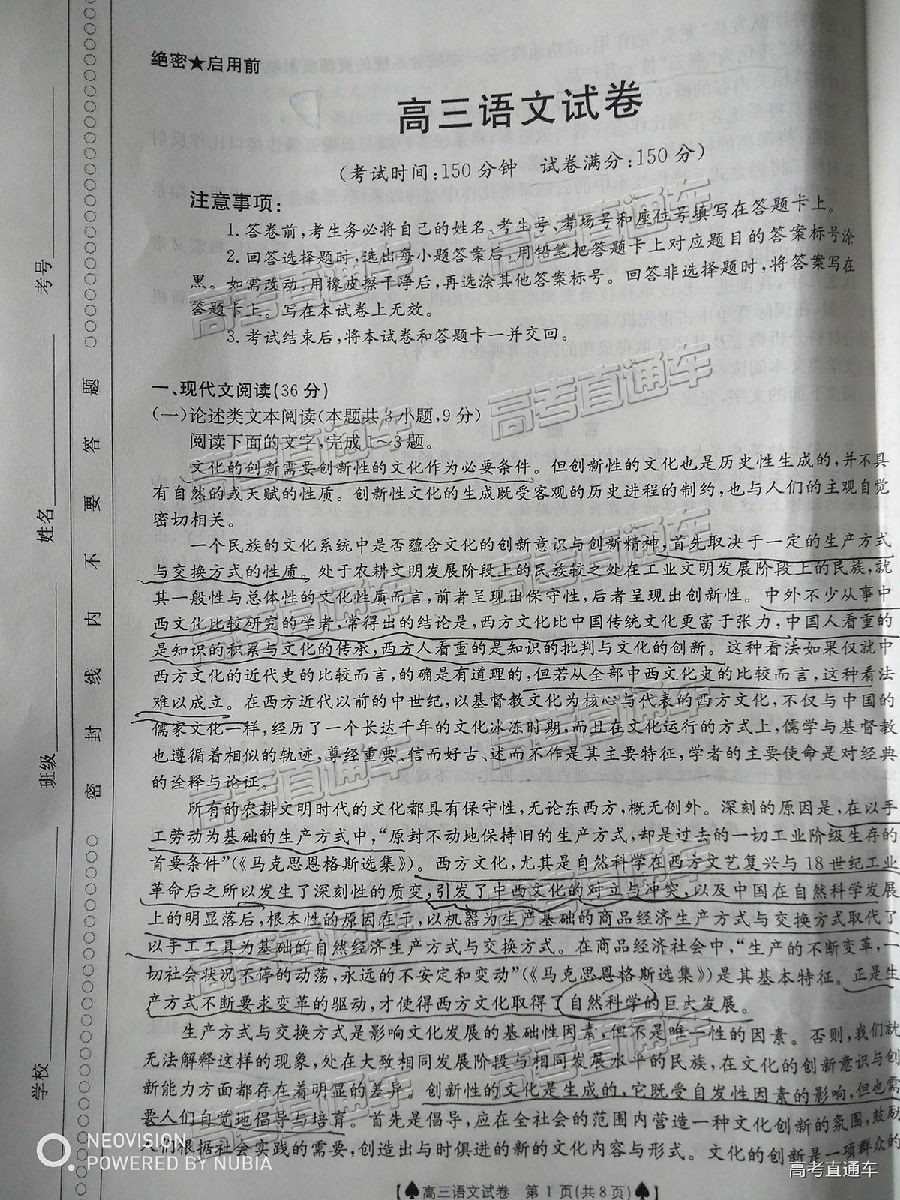 绝密★启用前
高三语文试卷
(考试时间:150分钟 试卷满分:150分)
注意事项:
1.答卷前,考生务必将自己的姓名、考生号、考场号和座位号填写在答题卡上。
2.回答选择题时,选出每小题答案后,用铅笔把答题卡上对应题目的答案标号涂
黑。如需改动,用橡皮擦干净后,再选涂其他答案标号。回答非选择题时,将答案写在
答题卡上。写在本试卷上无效。
3.考试结束后,将本试卷和答题卡一并交回。
一、现代文阅读(36分)
(一)论述类文本阅读(本题共3小题,9分)
阅读下面的文字,完成1~3题。
文化的创新需要创新性的文化作为必要条件。但创新性的文化也是历史性生成的,并不具
有自然的或天赋的性质。创新性文化的生成既受客观的历史进程的制约,也与人们的主观自觉
密切相关。
一个民族的文化系统中是否蕴含文化的创新意识与创新精神,首先取决于一定的生产方式
与交换方式的性质。处于农耕文明发展阶段上的民族较之处在工业文明发展阶段上的民族,就
其一般性与总体性的文化性质而言,前者呈现出保守性,后者呈现出创新性。中外不少从事中
西文化比较研究的学者,常得出的结论是,西方文化比中国传统文化更富于张力,中国人看重的
是知识的积累与文化的传承,西方人看重的是知识的批判与文化的创新。这种看法如果仅就中
西方文化的近代史的比较而言,的确是有道理的,但若从全部中西文化史的比较而言,这种看法
难以成立。在西方近代以前的中世纪,以基督教文化为核心与代表的西方文化,不仅与中国的
儒家文化一样,经历了一个长达千年的文化冰冻时期,而且在文化运行的方式上,儒学与基督教
也遵循着相似的轨迹,尊经重要、信而好古、述而不作是其主要特征,学者的主要使命是对经典
的诠释与论证。
所有的农耕文明时代的文化都具有保守性,无论东西方,概无例外。深刻的原因是,在以手
工劳动为基础的生产方式中,“原封不动地保持旧的生产方式,却是过去的一切工业阶级生存的
首要条件”(《马克思恩格斯选集》)。西方文化,尤其是自然科学在西方文艺复兴与18世纪工业
革命后之所以发生了深刻性的质变,引发了中西文化的对立与冲突,以及中国在自然科学发展
上的明显落后,根本性的原因在于,以机器为生产基础的商品经济生产方式与交换方式取代了
以手工工具为基础的自然经济生产方式与交换方式。在商品经济社会中,“生产的不断变革,一
切社会状况不停的动荡,永远的不安定和变动”(《马克思恩格斯选集》)是其基本特征。正是生
产方式不断要求变革的驱动,才使得西方文化取得了自然科学的巨大发展。
生产方式与交换方式是影响文化发展的基础性因素,但不是唯一性的因素。否则,我们就
无法解释这样的现象,处在大致相同发展阶段与相同发展水平的民族,在文化的创新意识与创
新能力方面都存在着明显的差异。创新性的文化是生成的,它既受自发性因素的影响,但也需
要人们自觉地倡导与培育。首先是倡导,应在全社会的范围内营造一种文化创新的氛围,鼓励
人们根据社会实践的需要,创造出与时俱进的新的文化内容与形式。文化的创新是一项群众的
【♠高三语文试卷 第1页(共8页)♠】
学校
班级
姓名
考号
密封线内不要答题
高考直通车
NEOVISION
POWERED BY NUBIA
高考直通车